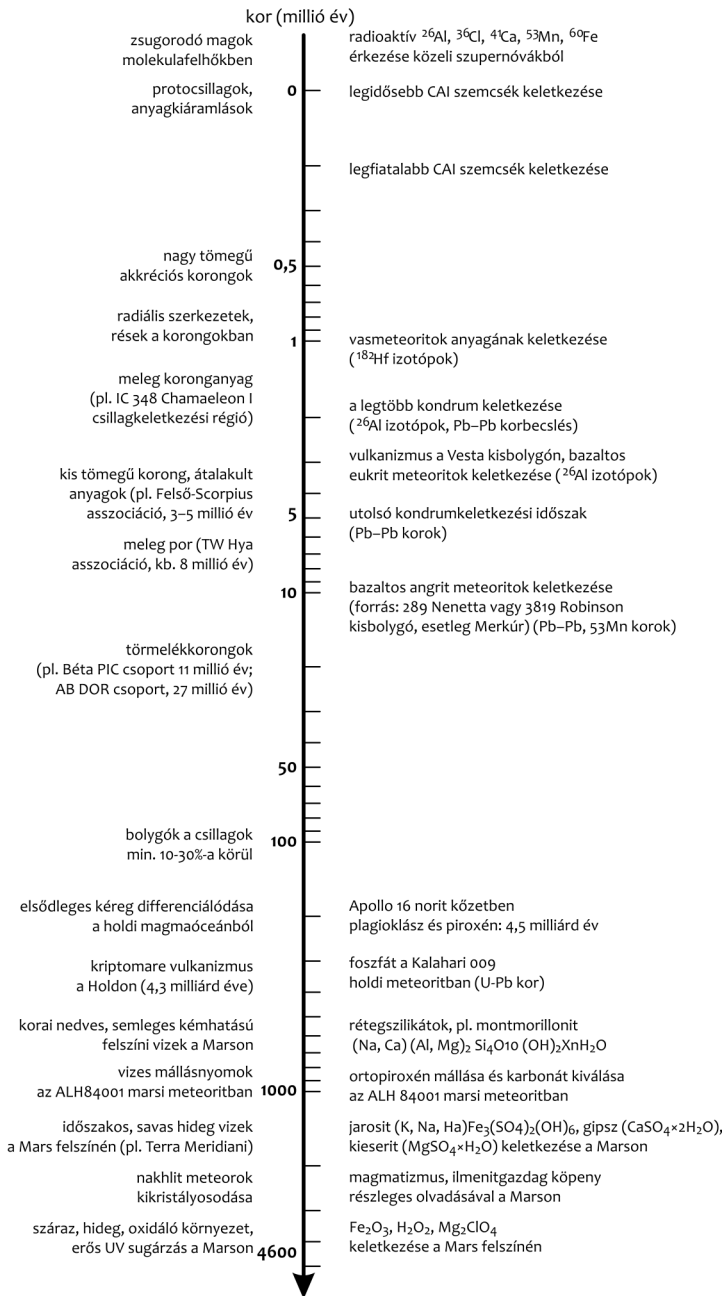 kor (millió év)
zsugorodó magok
molekulafelhőkben
radioaktív ²⁶Al, ³⁶Cl, ⁴¹Ca, ⁵³Mn, ⁶⁰Fe
érkezése közeli szupernóvákból
protocsillagok,
anyagkiáramlások
0
legidősebb CAI szemcsék keletkezése
legfiatalabb CAI szemcsék keletkezése
nagy tömegű
akkréciós korongok
0,5
radiális szerkezetek,
rések a korongokban
1
vasmeteoritok anyagának keletkezése
(¹⁸²Hf izotópok)
meleg koronganyag
(pl. IC 348 Chamaeleon I
csillagkeletkezési régió)
a legtöbb kondrum keletkezése
(²⁶Al izotópok, Pb–Pb korbecslés)
vulkanizmus a Vesta kisbolygón, bazaltos
eukrit meteoritok keletkezése (²⁶Al izotópok)
kis tömegű korong, átalakult
anyagok (pl. Felső-Scorpius
asszociáció, 3–5 millió év
5
utolsó kondrumkeletkezési időszak
(Pb–Pb korok)
meleg por (TW Hya
asszociáció, kb. 8 millió év)
10
bazaltos angrit meteoritok keletkezése
(forrás: 289 Nenetta vagy 3819 Robinson
kisbolygó, esetleg Merkúr) (Pb–Pb, 53Mn korok)
törmelékkorongok
(pl. Béta PIC csoport 11 millió év;
AB DOR csoport, 27 millió év)
50
100
bolygók a csillagok
min. 10-30%-a körül
elsődleges kéreg differenciálódása
a holdi magmaóceánból
Apollo 16 norit kőzetben
plagioklász és piroxén: 4,5 milliárd év
kriptomare vulkanizmus
a Holdon (4,3 milliárd éve)
foszfát a Kalahari 009
holdi meteoritban (U-Pb kor)
korai nedves, semleges kémhatású
felszíni vizek a Marson
rétegszilikátok, pl. montmorillonit
(Na, Ca) (Al, Mg)₂ Si₄O10 (OH)₂XnH₂O
vizes mállásnyomok
az ALH84001 marsi meteoritban
1000
ortopiroxén mállása és karbonát kiválása
az ALH 84001 marsi meteoritban
időszakos, savas hideg vizek
a Mars felszínén (pl. Terra Meridiani)
jarosit (K, Na, Ha)Fe₃(SO4)₂(OH)₆, gipsz (CaSO₄×2H₂O),
kieserit (MgSO₄×H₂O) keletkezése a Marson
nakhlit meteorok
kikristályosodása
magmatizmus, ilmenitgazdag köpeny
részleges olvadásával a Marson
száraz, hideg, oxidáló környezet,
erős UV sugárzás a Marson
4600
Fe₂O₃, H₂O₂, Mg₂ClO₄
keletkezése a Mars felszínén